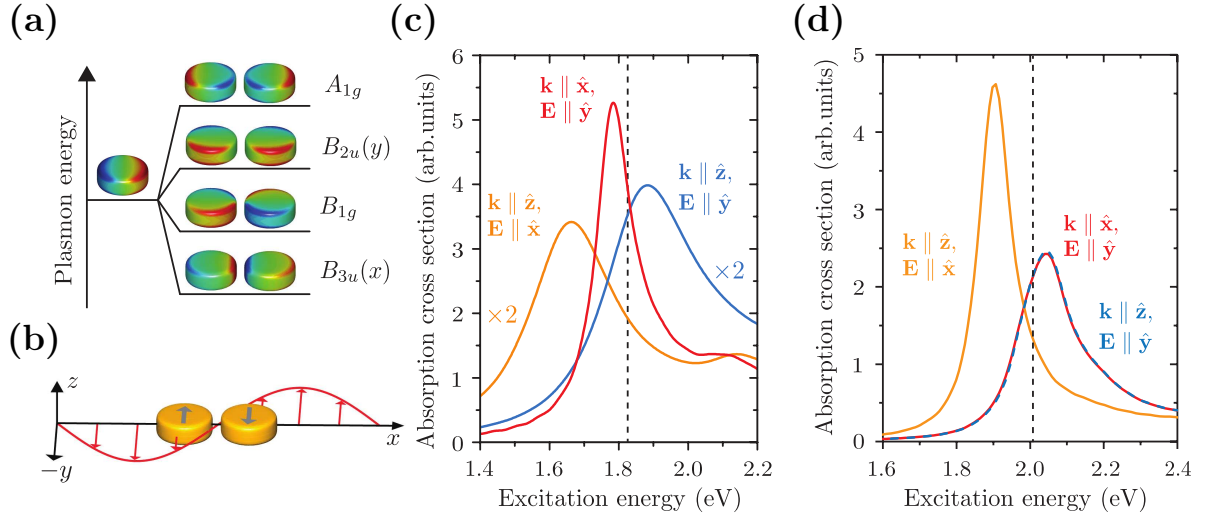 (a)
Plasmon energy
A₁g
B₂u(y)
B₁g
B₃u(x)
(b)
z
x
−y
(c)
Absorption cross section (arb.units)
6
5
4
3
2
1
0
k ∥ x̂,
E ∥ ŷ
k ∥ ẑ,
E ∥ x̂
k ∥ ẑ,
E ∥ ŷ
×2
×2
1.4 1.6 1.8 2.0 2.2
Excitation energy (eV)
(d)
Absorption cross section (arb.units)
5
4
3
2
1
0
k ∥ ẑ,
E ∥ x̂
k ∥ x̂,
E ∥ ŷ
k ∥ ẑ,
E ∥ ŷ
1.6 1.8 2.0 2.2 2.4
Excitation energy (eV)